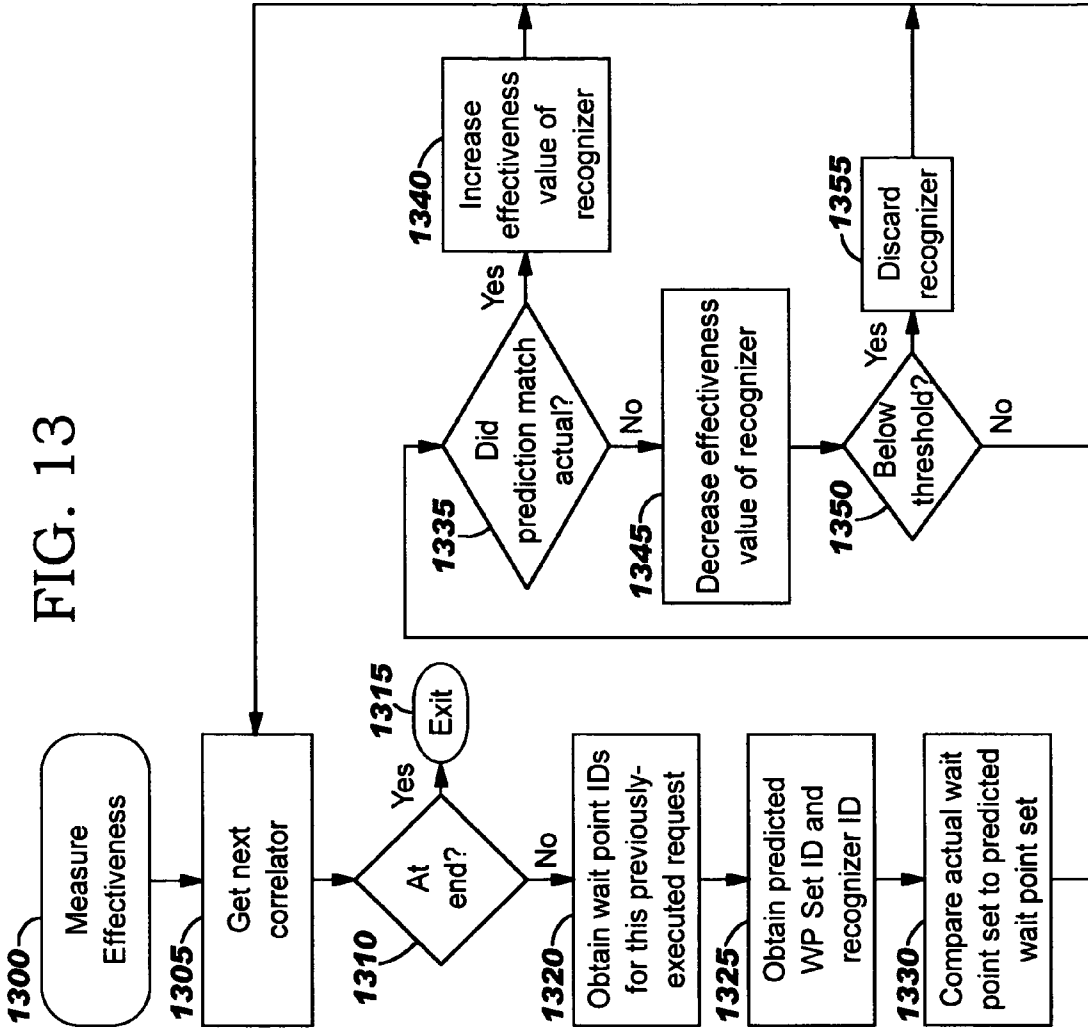 FIG. 13
1300
Measure
Effectiveness
1305
Get next
correlator
1310
At
end?
Yes
1315
Exit
No
1320
Obtain wait point IDs
for this previously-
executed request
1325
Obtain predicted
WP Set ID and
recognizer ID
1330
Compare actual wait
point set to predicted
wait point set
1335
Did
prediction match
actual?
Yes
1340
Increase
effectiveness
value of
recognizer
No
1345
Decrease effectiveness
value of recognizer
1350
Below
threshold?
Yes
1355
Discard
recognizer
No